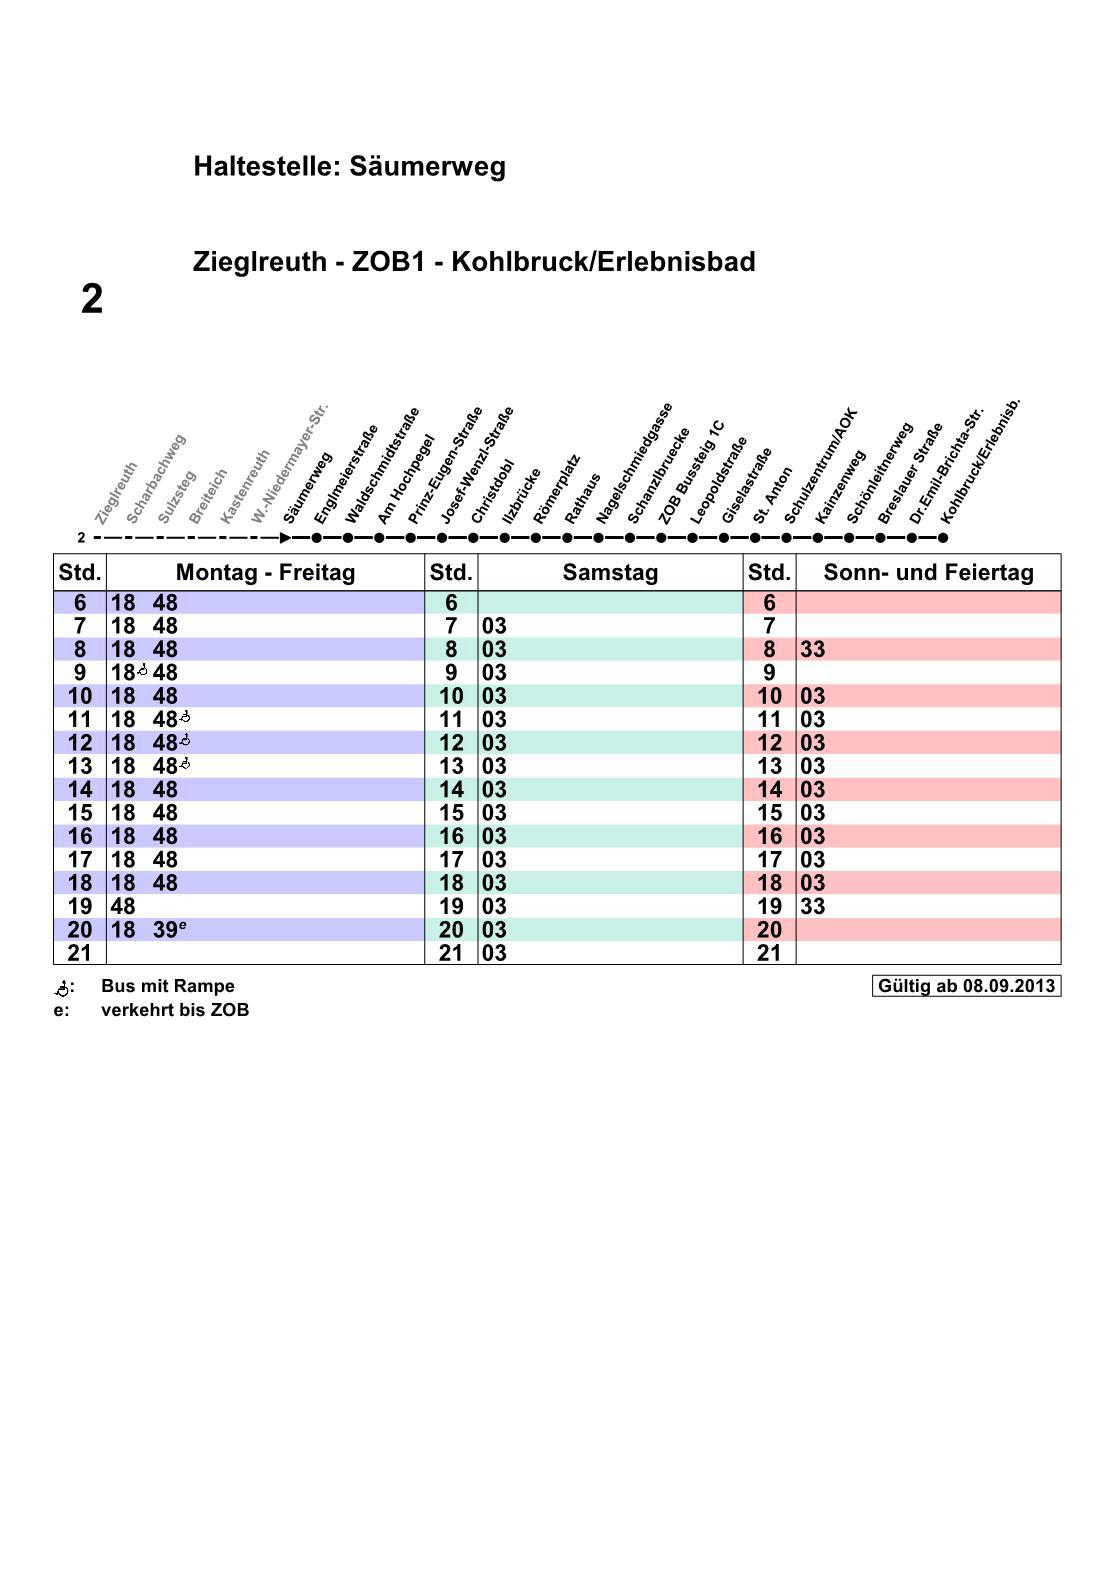 Haltestelle: Säumerweg
Zieglreuth - ZOB1 - Kohlbruck/Erlebnisbad
2
Zieglreuth
Scharbachweg
Sulzsteg
Breiteich
Kastenreuth
W.-Niedermayer-Str.
Säumerweg
Englmeierstraße
Waldschmidtstraße
Am Hochpegel
Prinz-Eugen-Straße
Josef-Wenzl-Straße
Christdobl
Ilzbrücke
Römerplatz
Rathaus
Nagelschmiedgasse
Schanzlbruecke
ZOB Bussteig 1C
Leopoldstraße
Giselastraße
St. Anton
Schulzentrum/AOK
Kainzenweg
Schönleitnerweg
Breslauer Straße
Dr.Emil-Brichta-Str.
Kohlbruck/Erlebnisb.
2
Std. Montag - Freitag Std. Samstag Std. Sonn- und Feiertag
6 18 48 6 6
7 18 48 7 03 7
8 18 48 8 03 8 33
9 18 48 9 03 9
10 18 48 10 03 10 03
11 18 48 11 03 11 03
12 18 48 12 03 12 03
13 18 48 13 03 13 03
14 18 48 14 03 14 03
15 18 48 15 03 15 03
16 18 48 16 03 16 03
17 18 48 17 03 17 03
18 18 48 18 03 18 03
19 48 19 03 19 33
20 18 39e 20 03 20
21 21 03 21
: Bus mit Rampe Gültig ab 08.09.2013
e: verkehrt bis ZOB